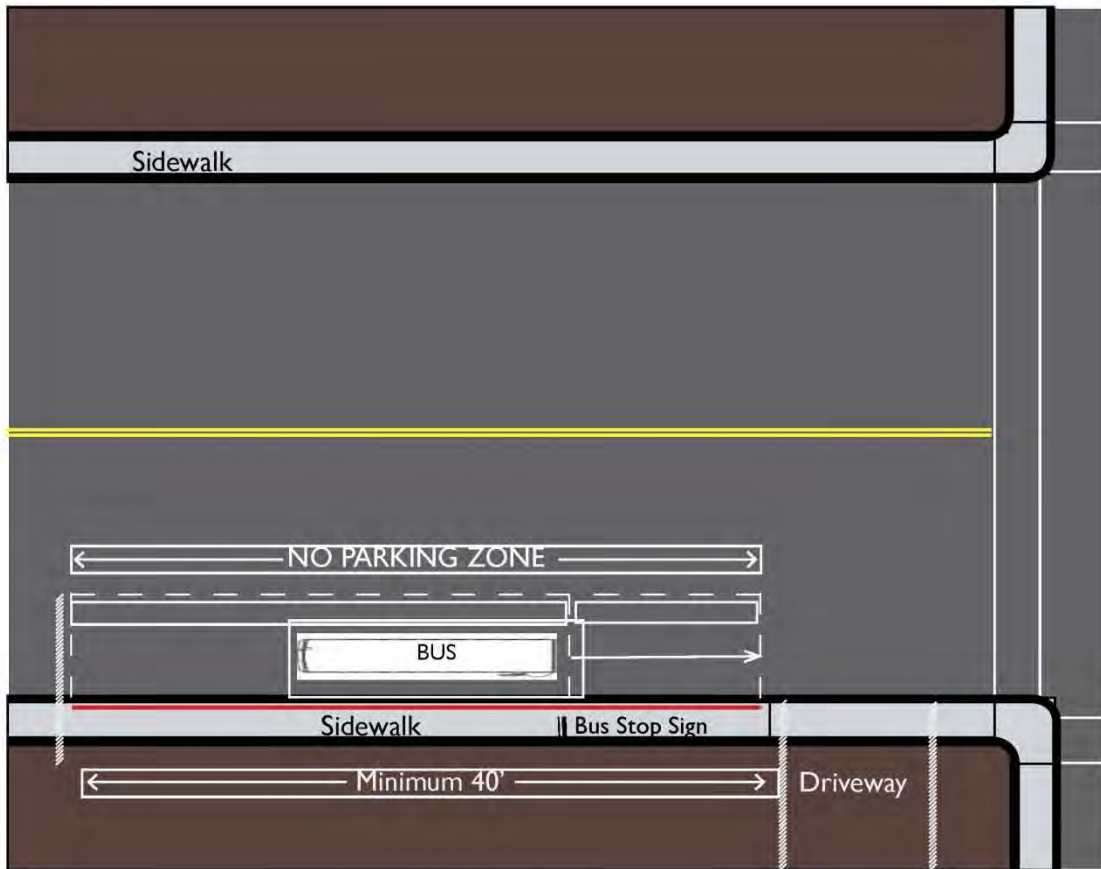 Sidewalk
NO PARKING ZONE
BUS
Sidewalk
Bus Stop Sign
Minimum 40'
Driveway